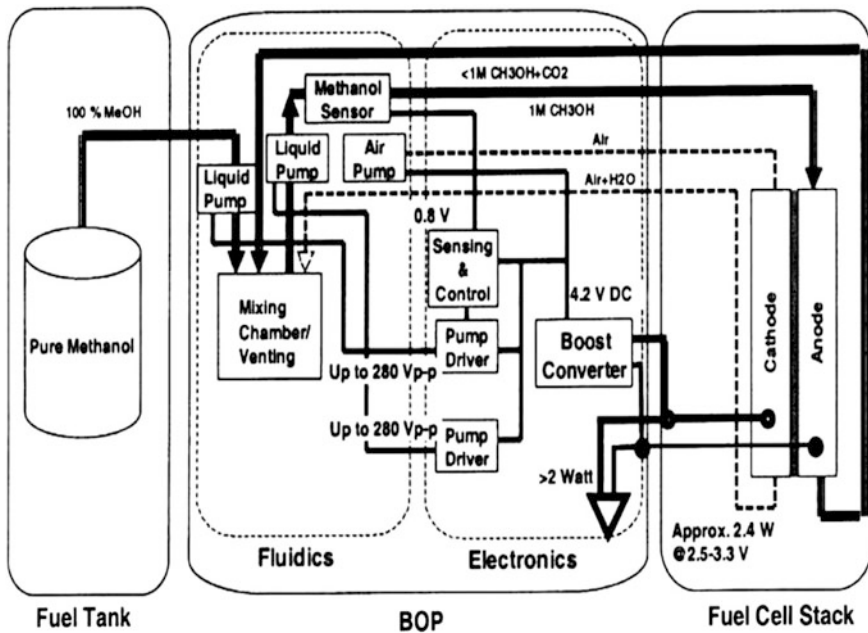 <1M CH3OH+CO2
Methanol
Sensor
1M CH3OH
100 % MeOH
Liquid
Pump
Air
Pump
Air
Liquid
Pump
Air+H2O
0.8 V
Sensing
&
Control
4.2 V DC
Mixing
Chamber/
Venting
Pure Methanol
Pump
Driver
Boost
Converter
Cathode
Anode
Up to 280 Vp-p
Up to 280 Vp-p
Pump
Driver
>2 Watt
Approx. 2.4 W
@2.5-3.3 V
Fluidics
Electronics
Fuel Tank
BOP
Fuel Cell Stack